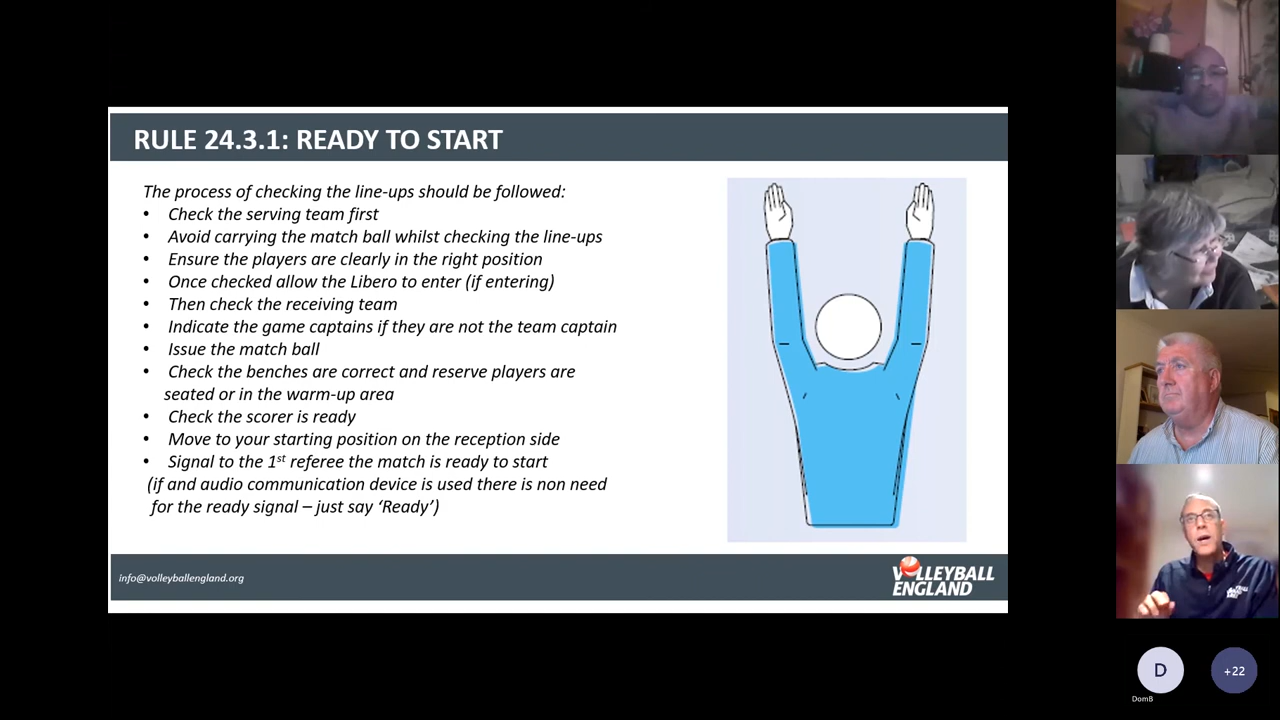 RULE 24.3.1: READY TO START
The process of checking the line-ups should be followed:
• Check the serving team first
• Avoid carrying the match ball whilst checking the line-ups
• Ensure the players are clearly in the right position
• Once checked allow the Libero to enter (if entering)
• Then check the receiving team
• Indicate the game captains if they are not the team captain
• Issue the match ball
• Check the benches are correct and reserve players are
seated or in the warm-up area
• Check the scorer is ready
• Move to your starting position on the reception side
• Signal to the 1st referee the match is ready to start
(if and audio communication device is used there is non need
for the ready signal – just say ‘Ready’)
info@volleyballengland.org
VOLLEYBALL
ENGLAND
D
+22
DomB